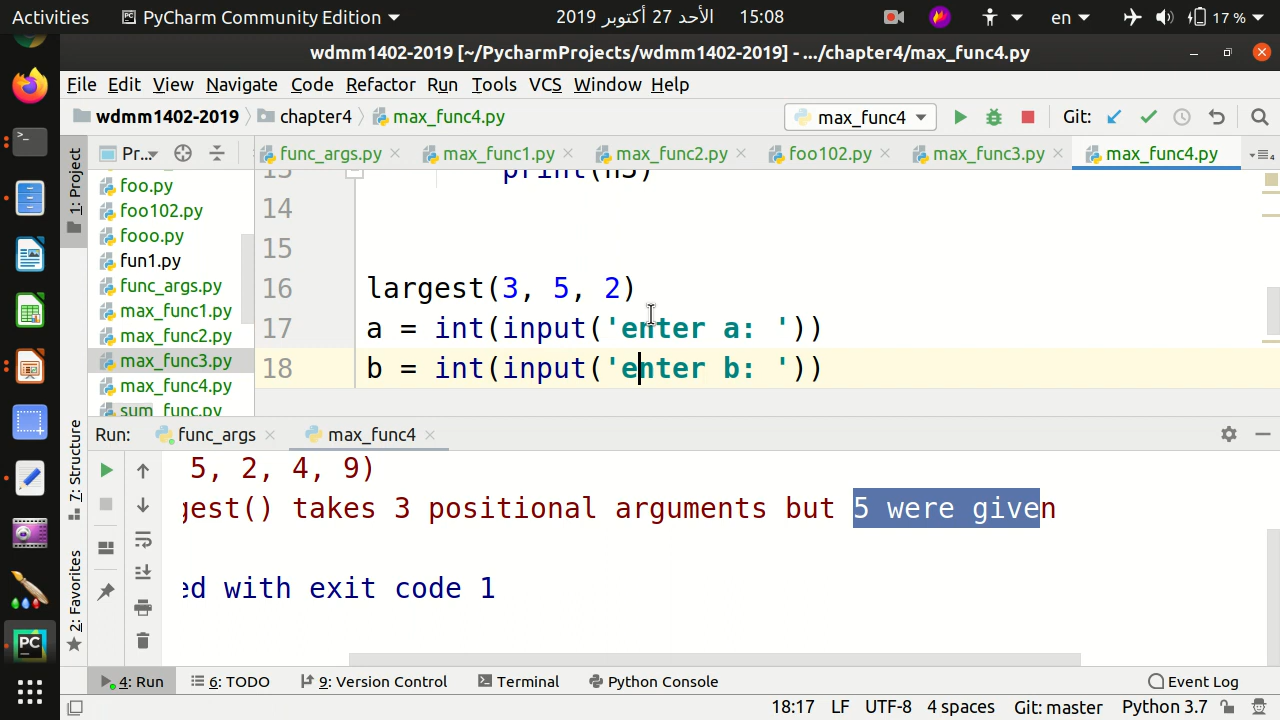 Activities PyCharm Community Edition الأحد 27 أكتوبر 2019 15:08 en 17 %
wdmm1402-2019 [~/PycharmProjects/wdmm1402-2019] - .../chapter4/max_func4.py
File Edit View Navigate Code Refactor Run Tools VCS Window Help
wdmm1402-2019 chapter4 max_func4.py max_func4 Git:
1: Project
Pr... func_args.py max_func1.py max_func2.py foo102.py max_func3.py max_func4.py
foo.py
foo102.py
fooo.py
fun1.py
func_args.py
max_func1.py
max_func2.py
max_func3.py
max_func4.py
sum_func.py
13 print(n3)
14
15
16 largest(3, 5, 2)
17 a = int(input('enter a: '))
18 b = int(input('enter b: '))
7: Structure
2: Favorites
Run: func_args max_func4
5, 2, 4, 9)
gest() takes 3 positional arguments but 5 were given
ed with exit code 1
4: Run 6: TODO 9: Version Control Terminal Python Console Event Log
18:17 LF UTF-8 4 spaces Git: master Python 3.7